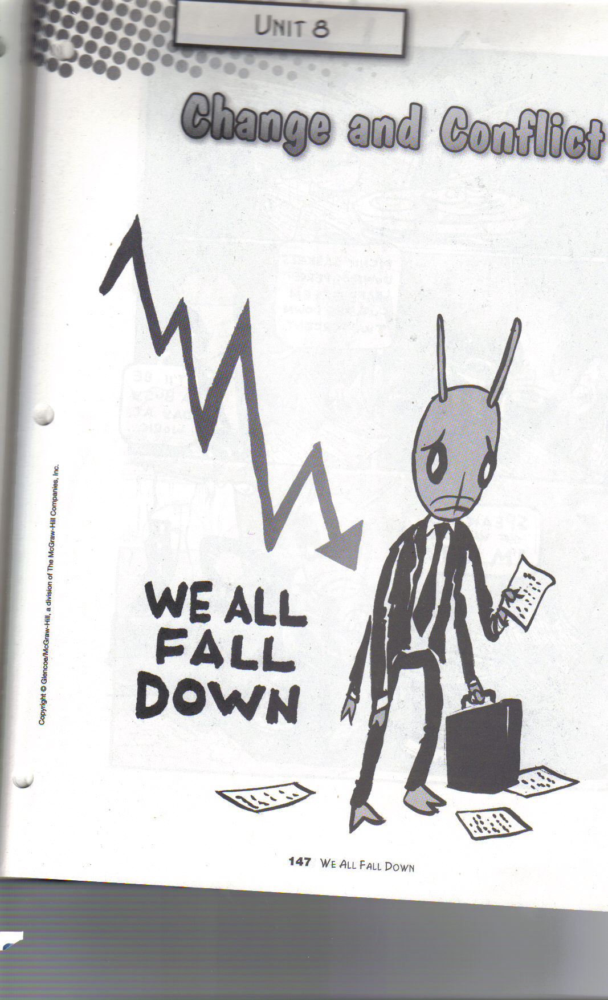 UNIT 8
Change and Conflict
WE ALL
FALL
DOWN
Copyright © Glencoe/McGraw-Hill, a division of The McGraw-Hill Companies, Inc.
147 WE ALL FALL DOWN